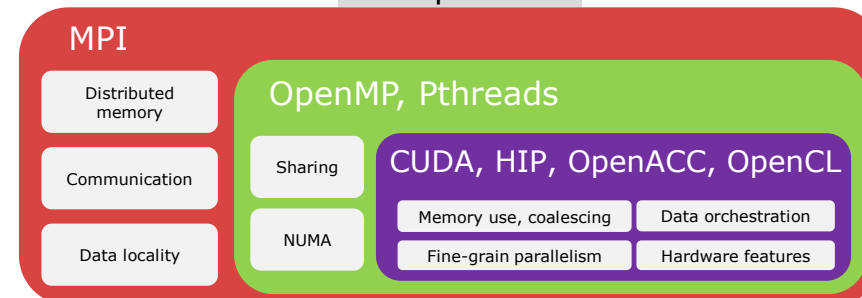 MPI
Distributed
memory
Communication
Data locality
OpenMP, Pthreads
Sharing
NUMA
CUDA, HIP, OpenACC, OpenCL
Memory use, coalescing
Data orchestration
Fine-grain parallelism
Hardware features